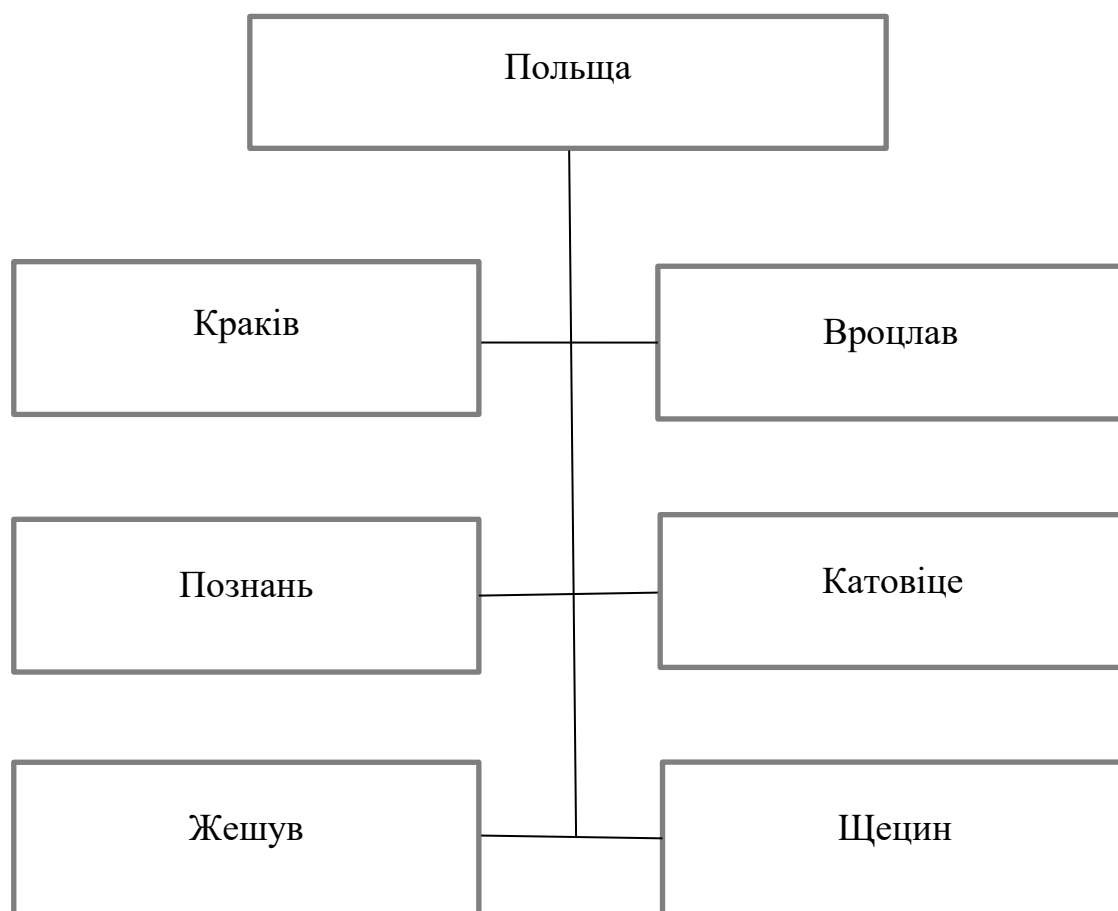 Польща
Краків
Вроцлав
Познань
Катовіце
Жешув
Щецин